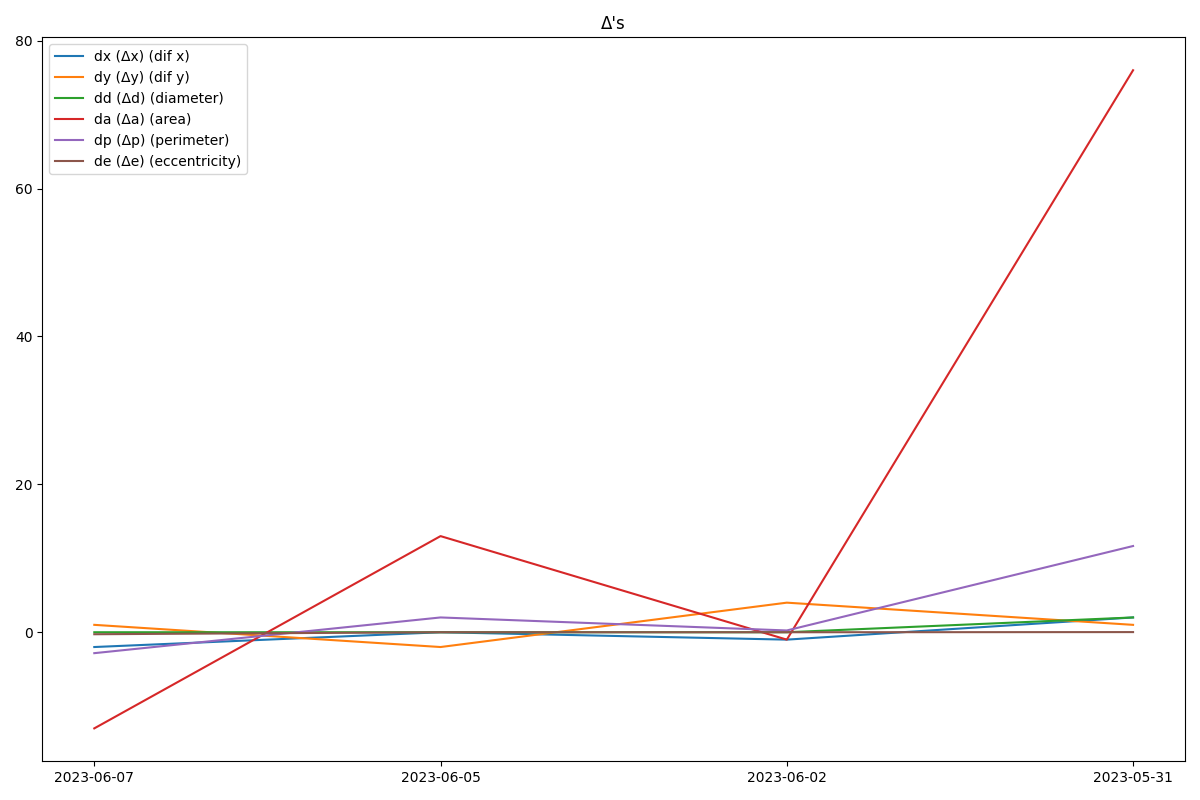 Δ's
80
60
40
20
0
dx (Δx) (dif x)
dy (Δy) (dif y)
dd (Δd) (diameter)
da (Δa) (area)
dp (Δp) (perimeter)
de (Δe) (eccentricity)
2023-06-07
2023-06-05
2023-06-02
2023-05-31